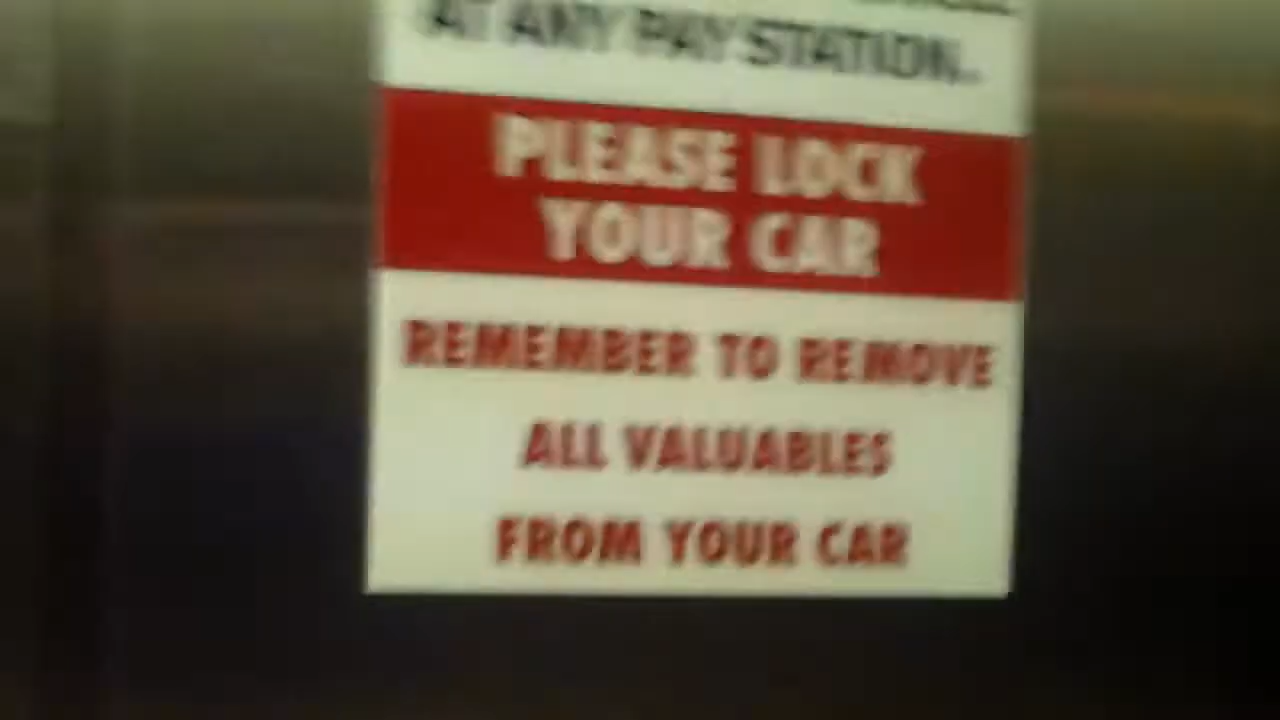 AT ANY PAY STATION.
PLEASE LOCK
YOUR CAR
REMEMBER TO REMOVE
ALL VALUABLES
FROM YOUR CAR